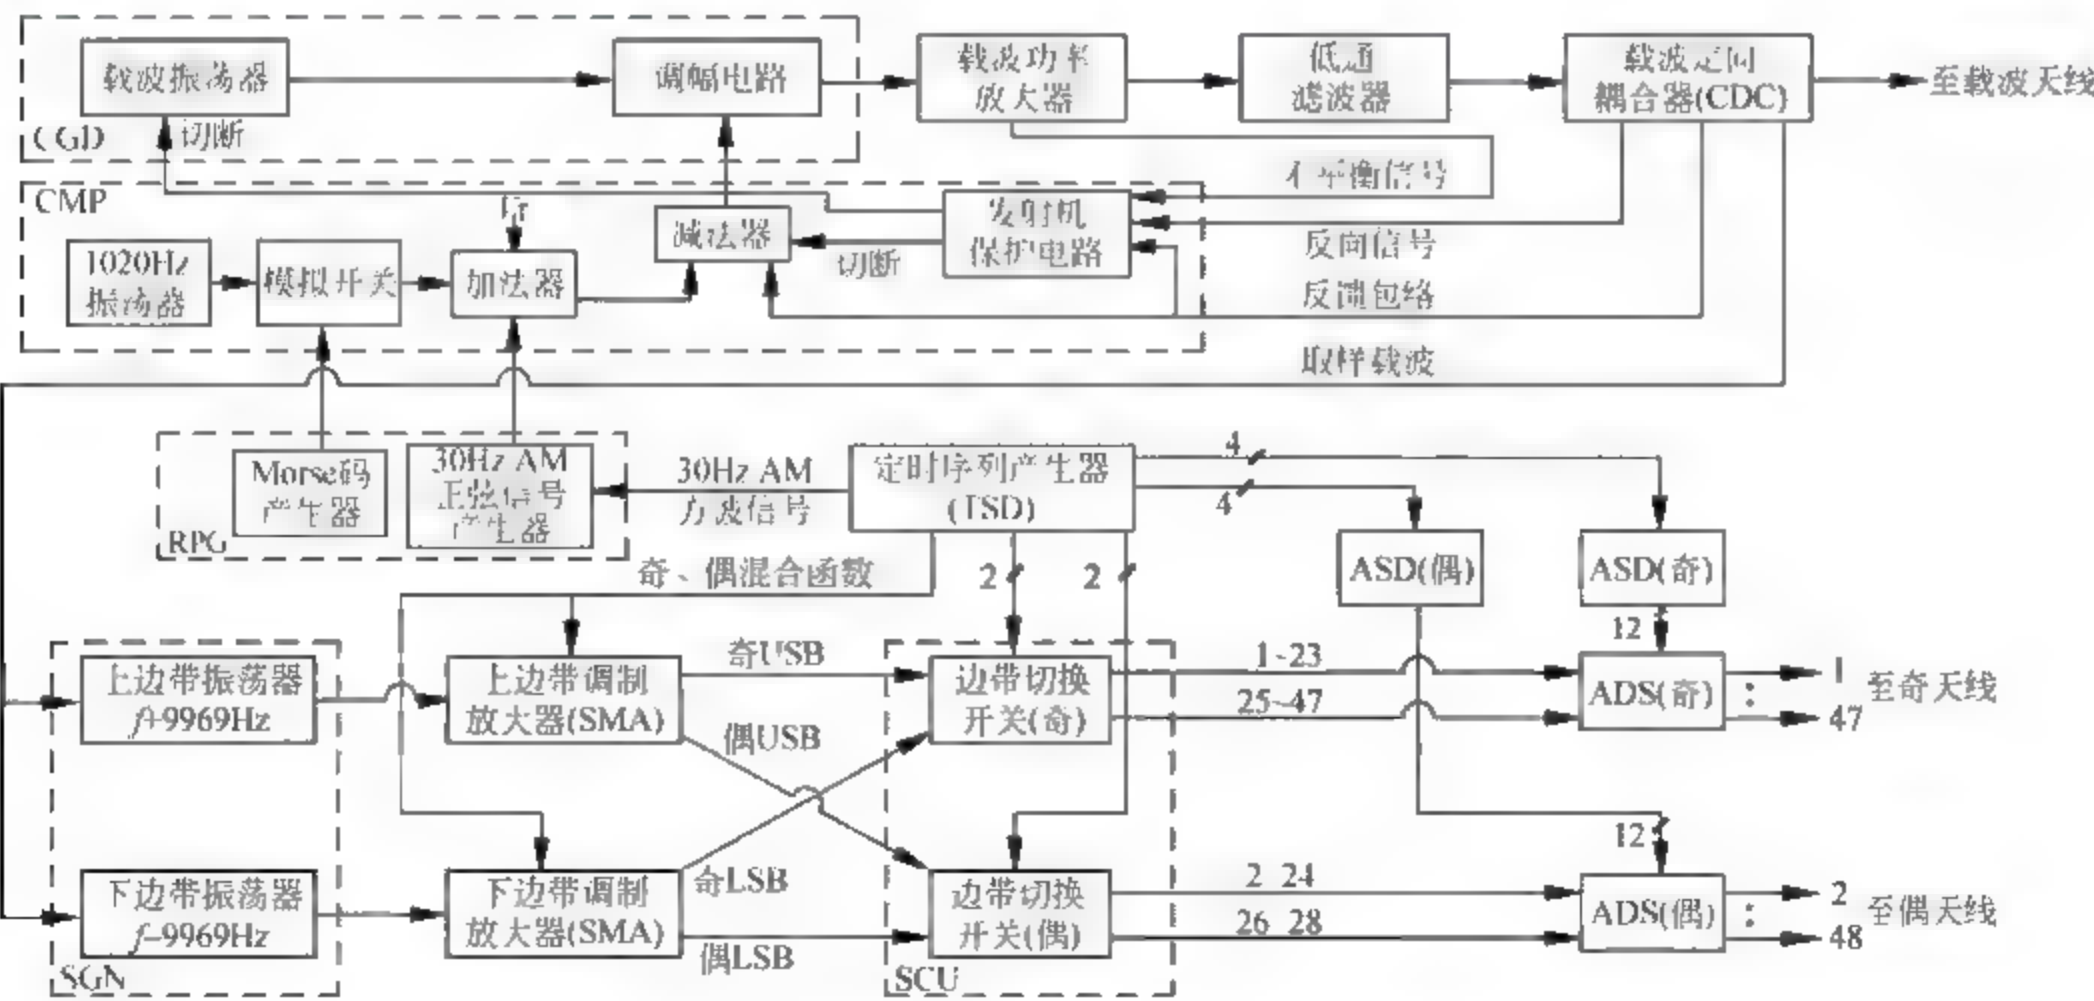 载波振荡器
调幅电路
载波功率
放大器
低通
滤波器
载波定向
耦合器(CDC)
至载波天线
切断
CMP
不平衡信号
减法器
发射机
保护电路
切断
反向信号
1020Hz
振荡器
模拟开关
加法器
反馈包络
取样载波
Morse码
产生器
RPG
30Hz AM
正弦信号
产生器
30Hz AM
方波信号
定时序列产生器
(TSD)
4
4
奇、偶混合函数
2
2
ASD(偶)
ASD(奇)
12
上边带振荡器
f+9969Hz
上边带调制
放大器(SMA)
奇USB
偶USB
边带切换
开关(奇)
1~23
25~47
ADS(奇)
1
:
47
至奇天线
12
下边带振荡器
f-9969Hz
SGN
下边带调制
放大器(SMA)
奇LSB
偶LSB
边带切换
开关(偶)
SCU
2 24
26 28
ADS(偶)
2
:
48
至偶天线